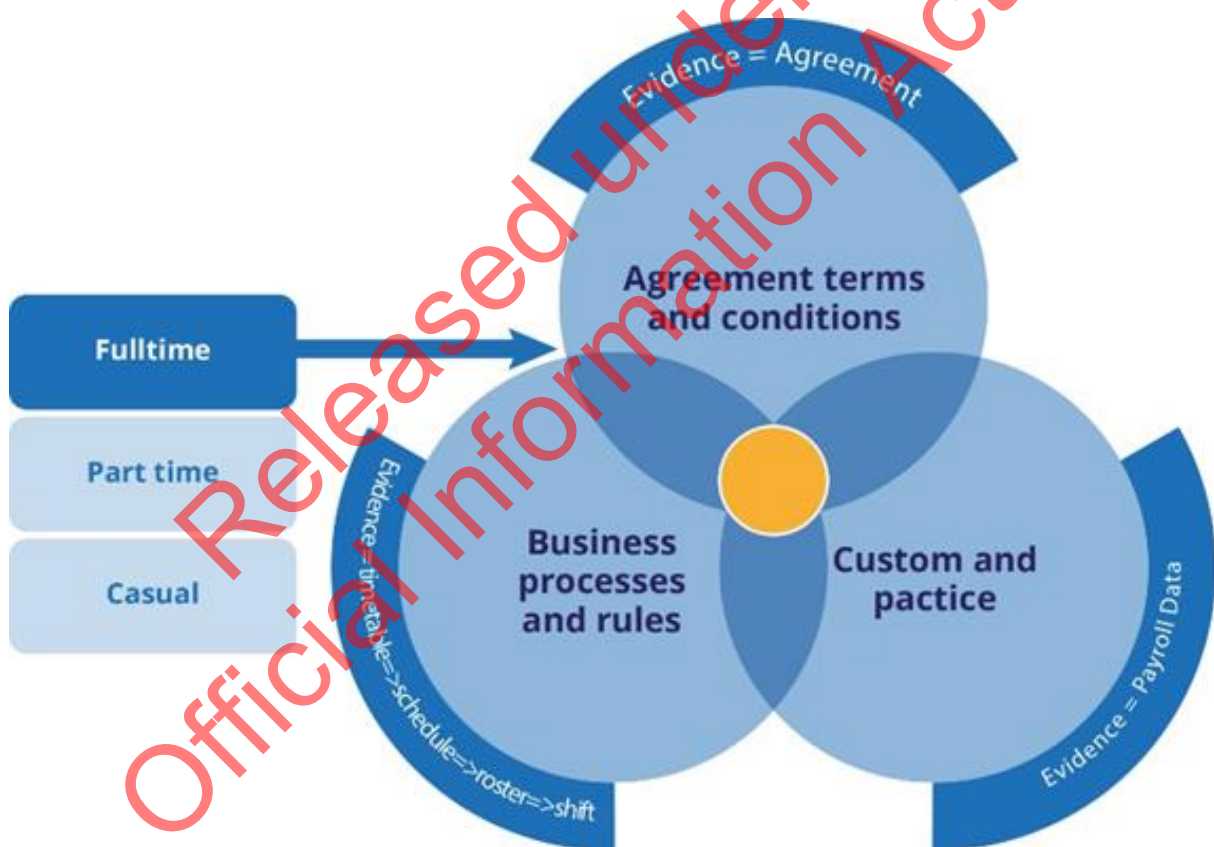 Evidence = Agreement
Agreement terms
and conditions
Fulltime
Part time
Casual
Business
processes
and rules
Custom and
pactice
Evidence=timetable=>schedule=>roster=>shift
Evidence = Payroll Data
Released under
Official Information Act